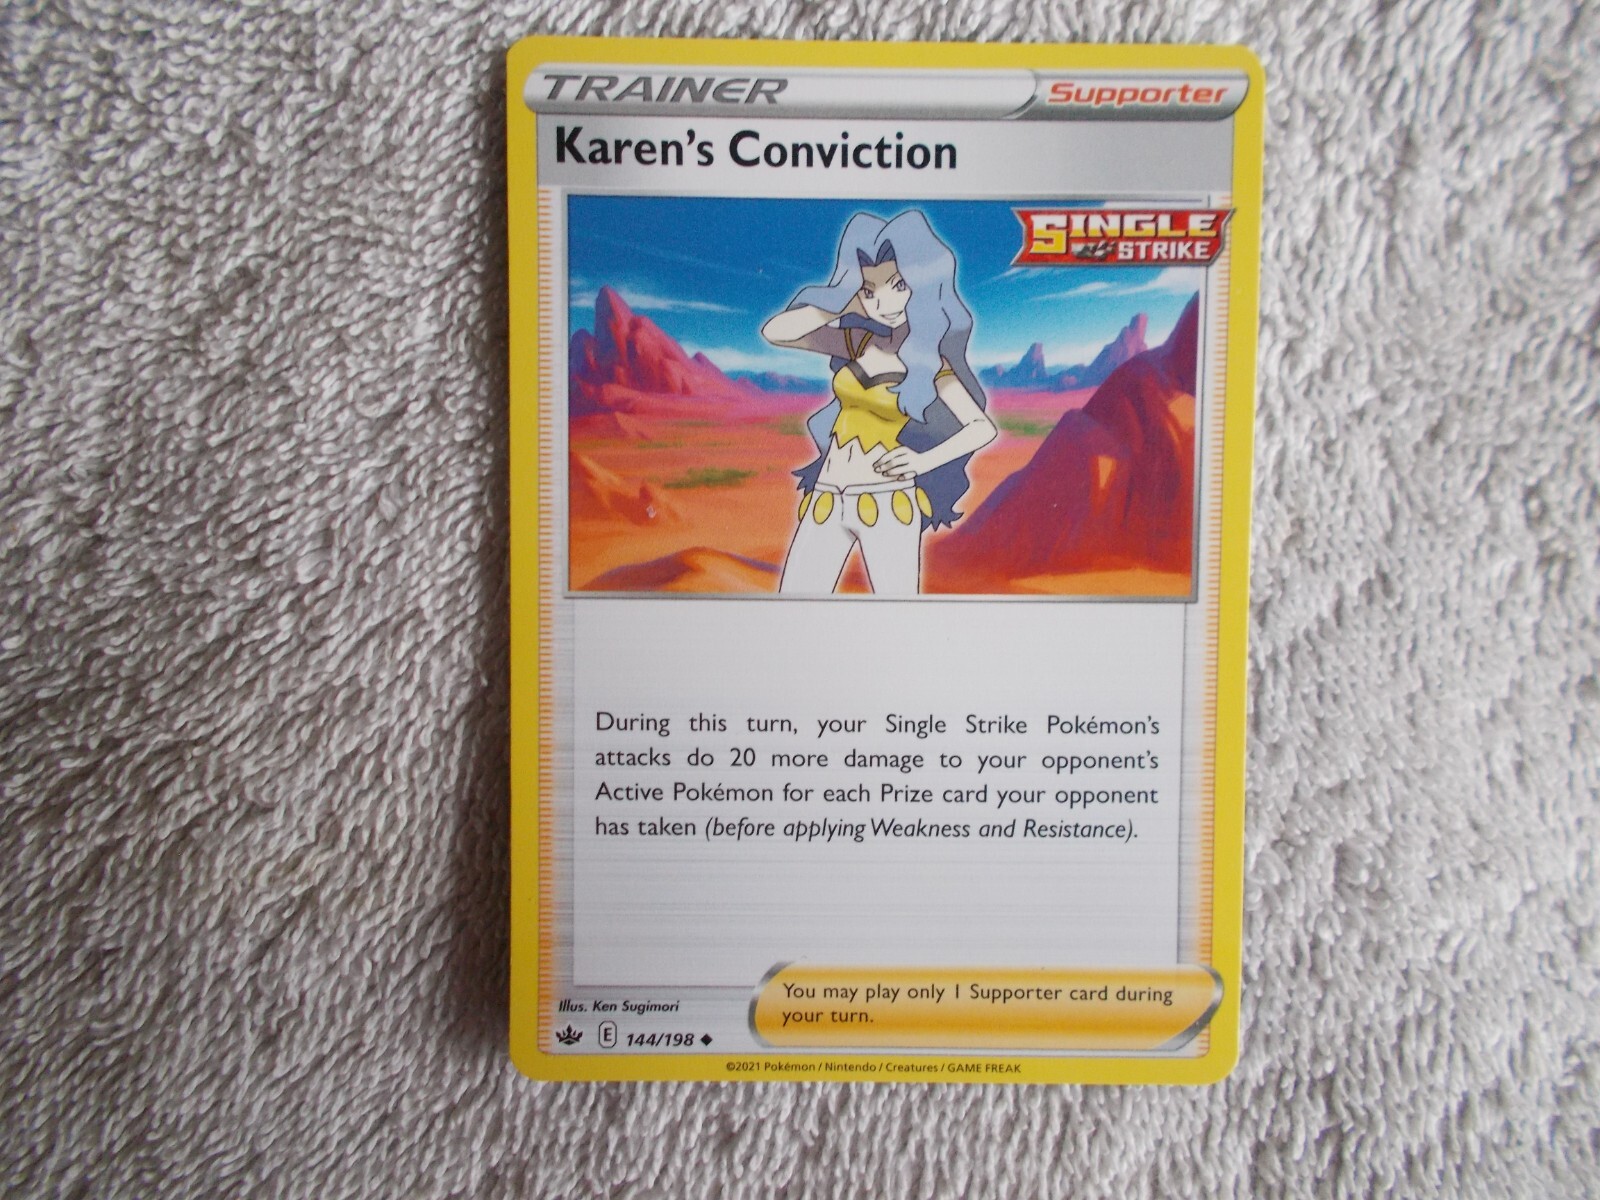 TRAINER
Supporter
Karen's Conviction
SINGLE
STRIKE
During this turn, your Single Strike Pokémon's
attacks do 20 more damage to your opponent's
Active Pokémon for each Prize card your opponent
has taken (before applying Weakness and Resistance).
You may play only 1 Supporter card during
your turn.
Illus. Ken Sugimori
E 144/198
©2021 Pokémon / Nintendo / Creatures / GAME FREAK